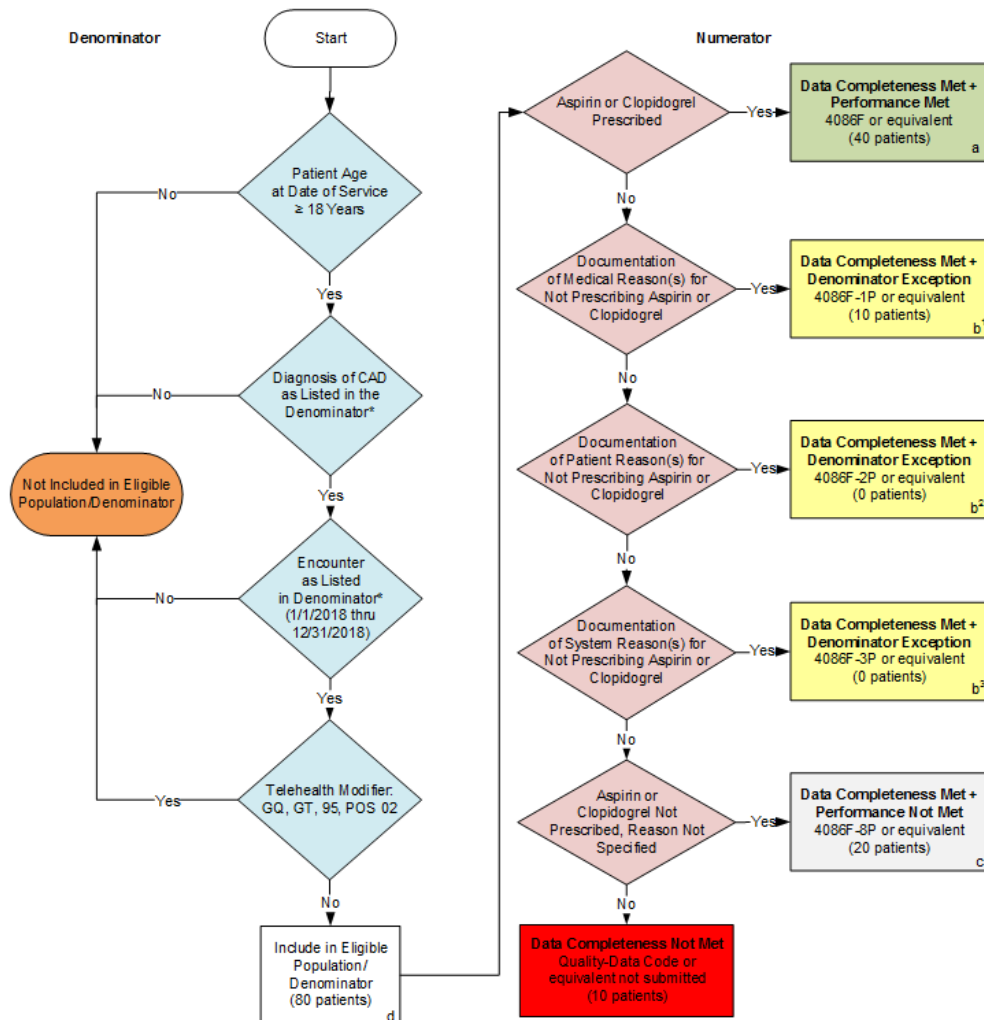 Denominator
Start
Numerator
Patient Age
at Date of Service
≥ 18 Years
No
Yes
Diagnosis of CAD
as Listed in the
Denominator*
No
Not Included in Eligible
Population/Denominator
Yes
Encounter
as Listed
in Denominator*
(1/1/2018 thru
12/31/2018)
No
Yes
Telehealth Modifier:
GQ, GT, 95, POS 02
Yes
No
Include in Eligible
Population/
Denominator
(80 patients)
d
Aspirin or Clopidogrel
Prescribed
Yes
Data Completeness Met +
Performance Met
4086F or equivalent
(40 patients)
a
No
Documentation
of Medical Reason(s) for
Not Prescribing Aspirin or
Clopidogrel
Yes
Data Completeness Met +
Denominator Exception
4086F-1P or equivalent
(10 patients)
b¹
No
Documentation
of Patient Reason(s) for
Not Prescribing Aspirin or
Clopidogrel
Yes
Data Completeness Met +
Denominator Exception
4086F-2P or equivalent
(0 patients)
b²
No
Documentation
of System Reason(s) for
Not Prescribing Aspirin or
Clopidogrel
Yes
Data Completeness Met +
Denominator Exception
4086F-3P or equivalent
(0 patients)
b³
No
Aspirin or
Clopidogrel Not
Prescribed, Reason Not
Specified
Yes
Data Completeness Met +
Performance Not Met
4086F-8P or equivalent
(20 patients)
c
No
Data Completeness Not Met
Quality-Data Code or
equivalent not submitted
(10 patients)